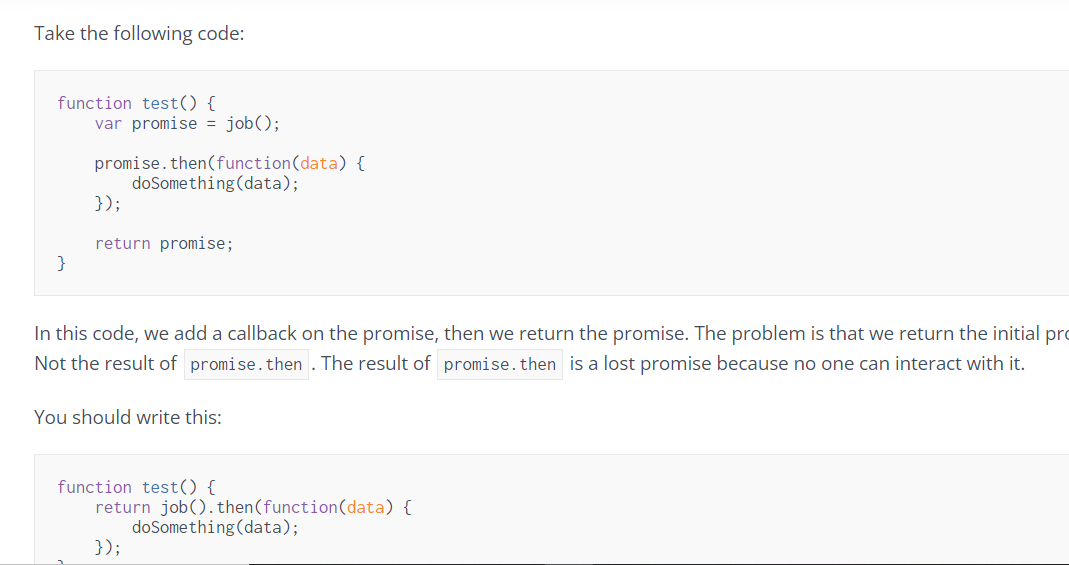 Take the following code:
function test() {
    var promise = job();
    promise.then(function(data) {
        doSomething(data);
    });
    return promise;
}
In this code, we add a callback on the promise, then we return the promise. The problem is that we return the initial
Not the result of promise.then . The result of promise.then is a lost promise because no one can interact with it.
You should write this:
function test() {
    return job().then(function(data) {
        doSomething(data);
    });